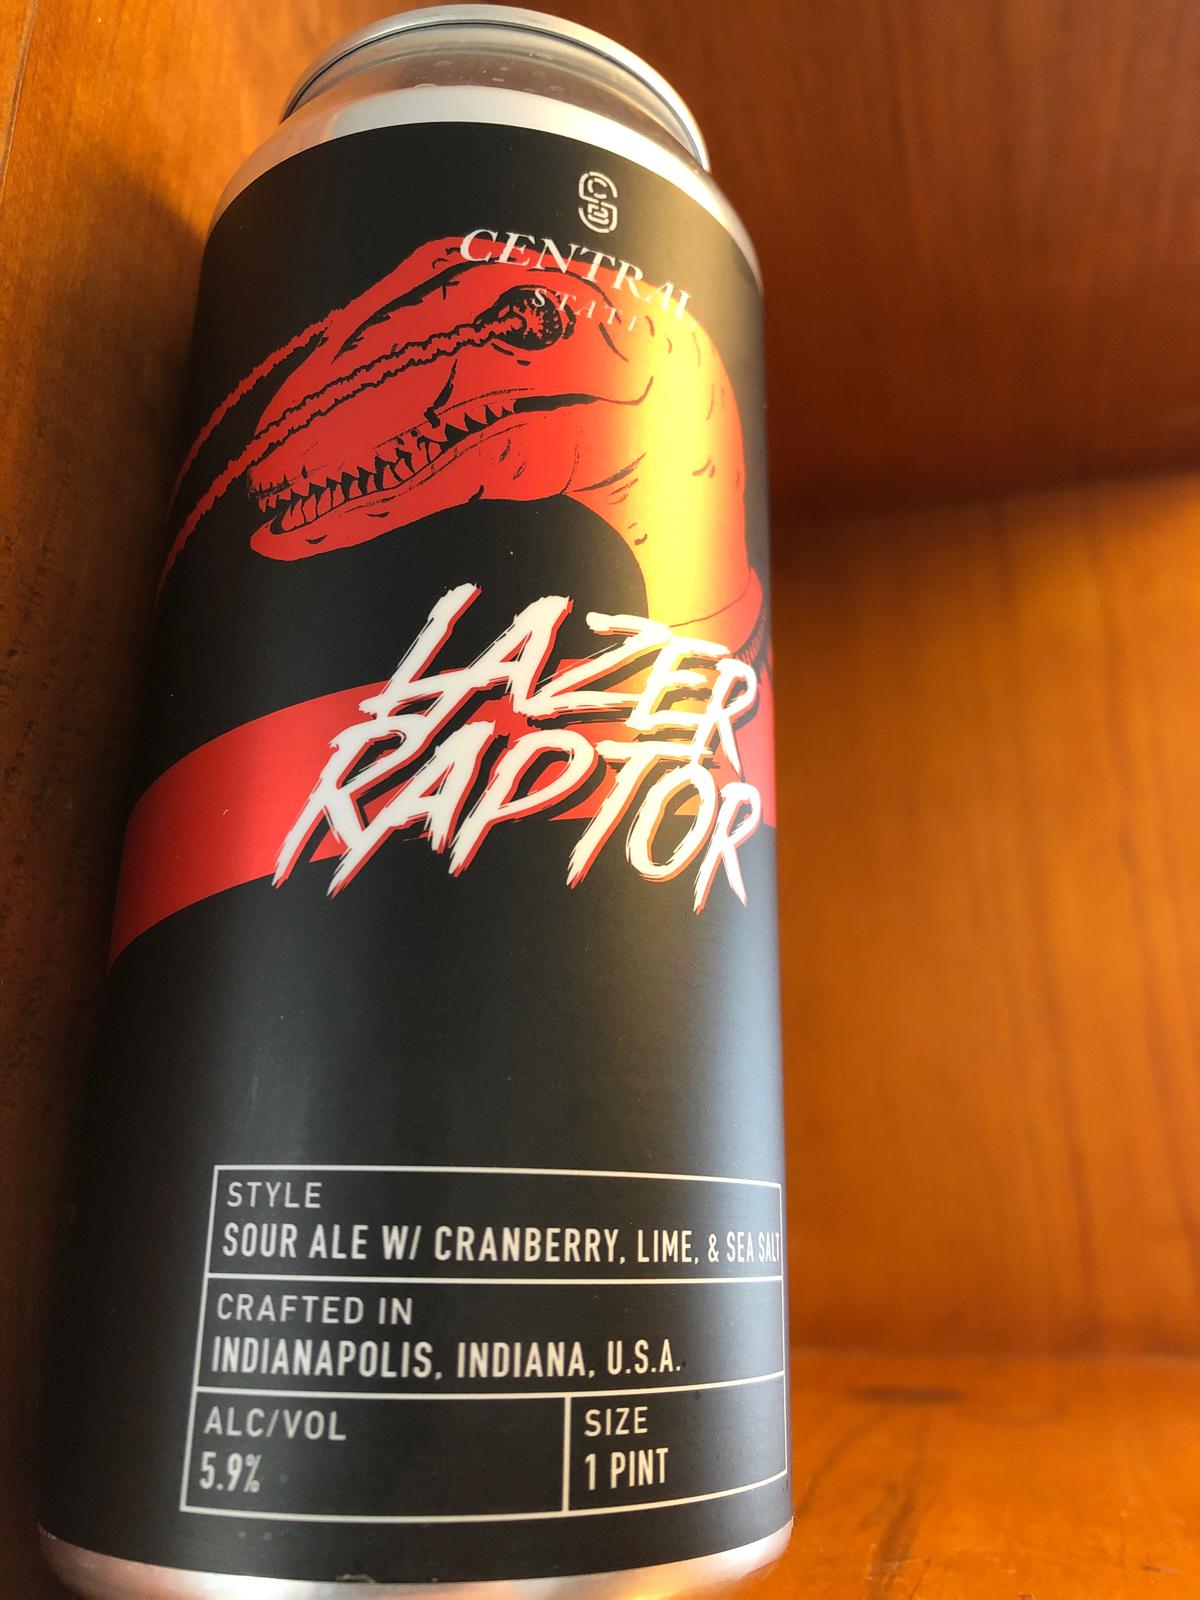 CENTRAL
STATE
LAZER
RAPTOR
STYLE
SOUR ALE W/ CRANBERRY, LIME, & SEA SALT
CRAFTED IN
INDIANAPOLIS, INDIANA, U.S.A.
ALC/VOL
5.9%
SIZE
1 PINT